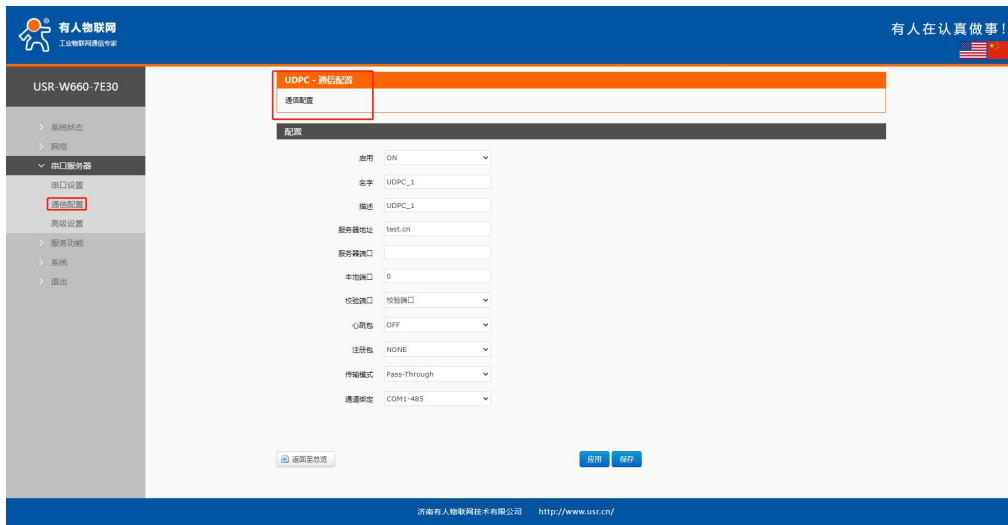 有人物联网
工业物联网通信专家
有人在认真做事!
USR-W660-7E30
系统状态
网络
串口服务器
串口设置
通信配置
高级设置
服务功能
系统
退出
UDPC - 通信配置
通信配置
配置
启用 ON
名字 UDPC_1
描述 UDPC_1
服务器地址 test.cn
服务器端口
本地端口 0
校验端口 校验端口
心跳包 OFF
注册包 NONE
传输模式 Pass-Through
通道绑定 COM1-485
返回至总览
应用 保存
济南有人物联网技术有限公司 http://www.usr.cn/